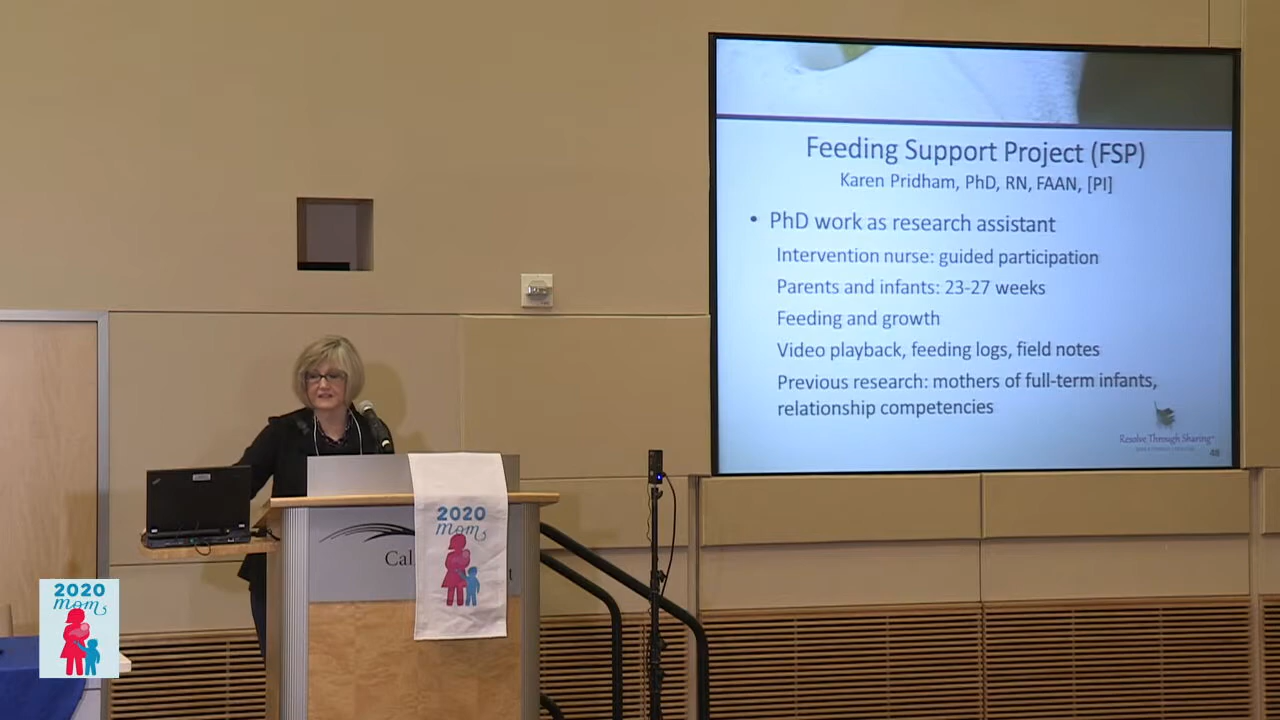 Feeding Support Project (FSP)
Karen Pridham, PhD, RN, FAAN, [PI]
• PhD work as research assistant
Intervention nurse: guided participation
Parents and infants: 23-27 weeks
Feeding and growth
Video playback, feeding logs, field notes
Previous research: mothers of full-term infants,
relationship competencies
Resolve Through Sharing
48
2020
mom
Cal
2020
mom